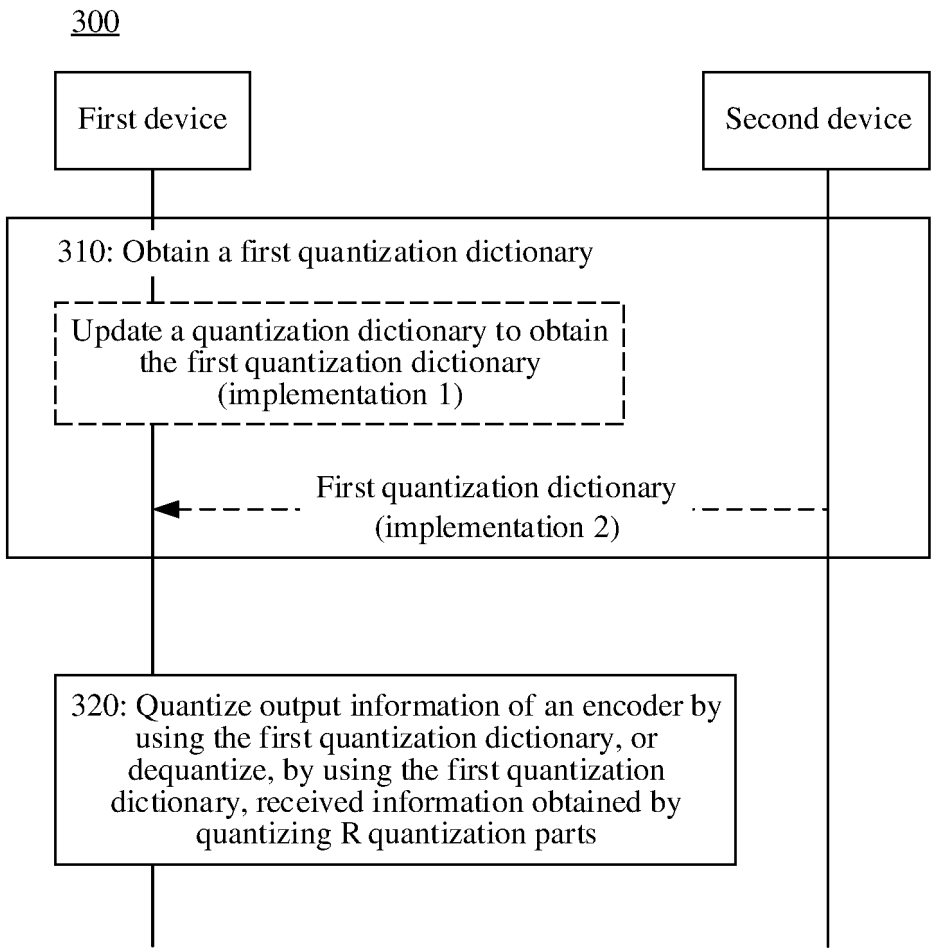 300
First device
Second device
310: Obtain a first quantization dictionary
Update a quantization dictionary to obtain
the first quantization dictionary
(implementation 1)
First quantization dictionary
(implementation 2)
320: Quantize output information of an encoder by
using the first quantization dictionary, or
dequantize, by using the first quantization
dictionary, received information obtained by
quantizing R quantization parts